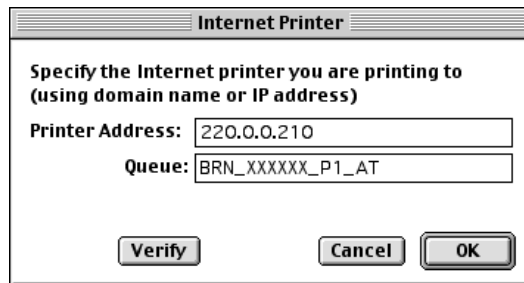 Internet Printer
Specify the Internet printer you are printing to
(using domain name or IP address)
Printer Address: 220.0.0.210
Queue: BRN_XXXXXX_P1_AT
Verify Cancel OK